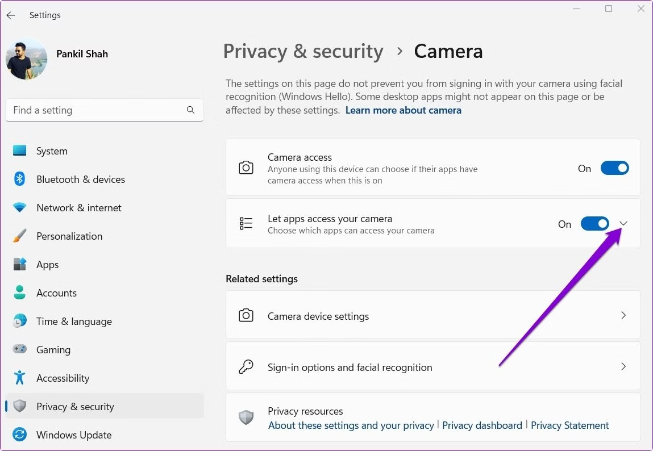 Settings
Pankil Shah
Find a setting
System
Bluetooth & devices
Network & internet
Personalization
Apps
Accounts
Time & language
Gaming
Accessibility
Privacy & security
Windows Update
Privacy & security › Camera
The settings on this page do not prevent you from signing in with your camera using facial
recognition (Windows Hello). Some desktop apps might not appear on this page or be
affected by these settings. Learn more about camera
Camera access
Anyone using this device can choose if their apps have
camera access when this is on
On
Let apps access your camera
Choose which apps can access your camera
On
Related settings
Camera device settings
Sign-in options and facial recognition
Privacy resources
About these settings and your privacy | Privacy dashboard | Privacy Statement